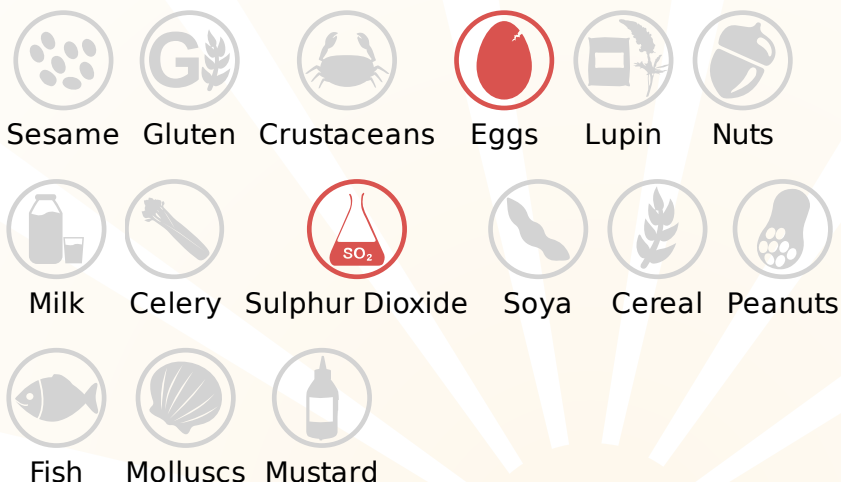 G
Sesame Gluten Crustaceans Eggs Lupin Nuts
SO₂
Milk Celery Sulphur Dioxide Soya Cereal Peanuts
Fish Molluscs Mustard